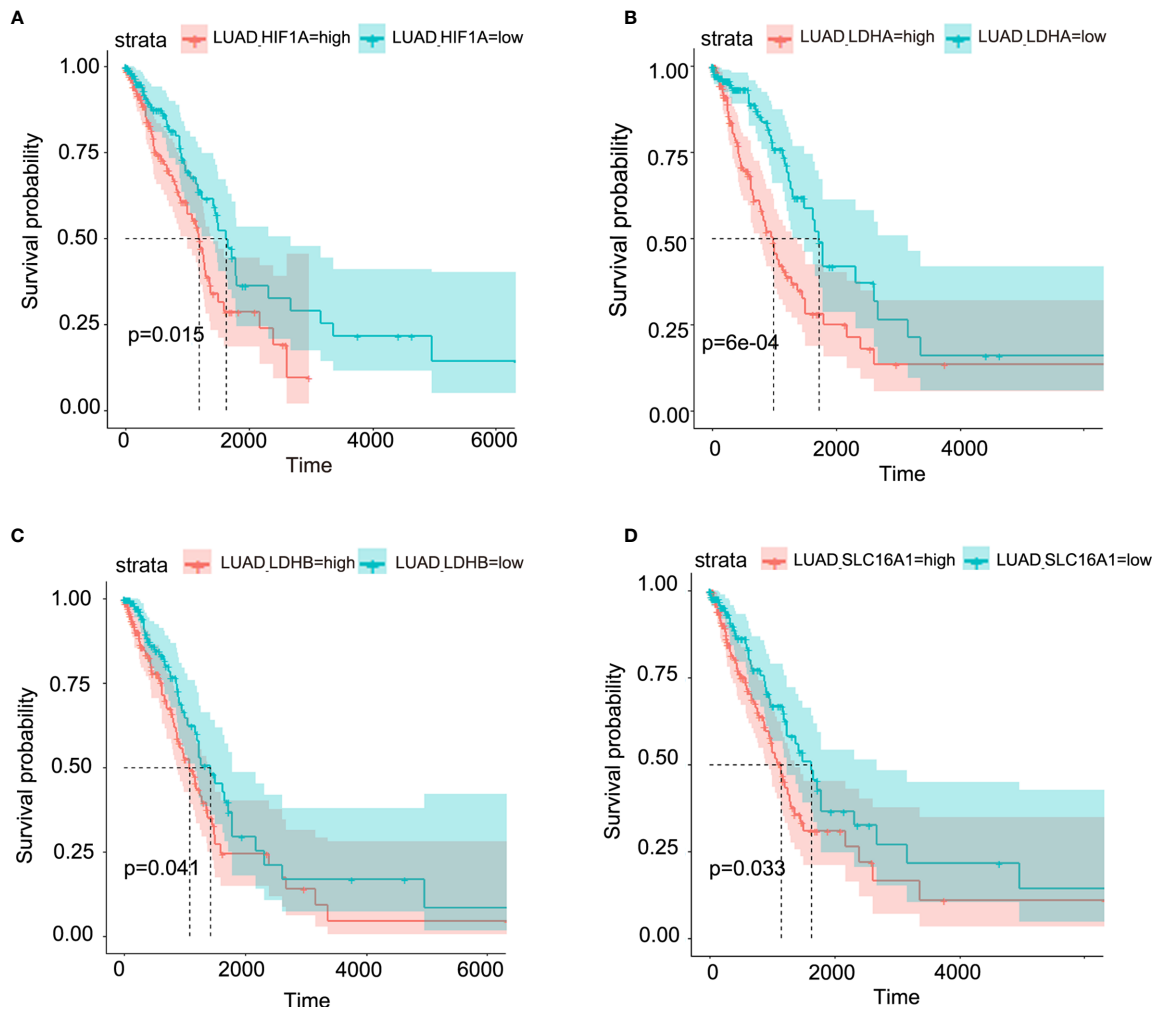 A
strata LUAD_HIF1A=high LUAD_HIF1A=low
1.00
0.75
0.50
0.25
0.00
Survival probability
p=0.015
0 2000 4000 6000
Time
B
strata LUAD_LDHA=high LUAD_LDHA=low
1.00
0.75
0.50
0.25
0.00
Survival probability
p=6e-04
0 2000 4000
Time
C
strata LUAD_LDHB=high LUAD_LDHB=low
1.00
0.75
0.50
0.25
0.00
Survival probability
p=0.041
0 2000 4000 6000
Time
D
strata LUAD_SLC16A1=high LUAD_SLC16A1=low
1.00
0.75
0.50
0.25
0.00
Survival probability
p=0.033
0 2000 4000
Time